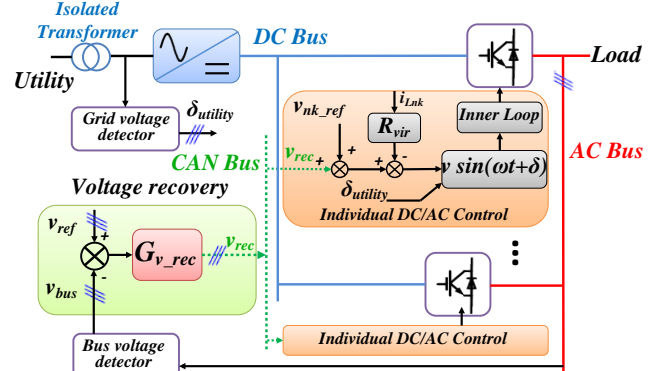 Isolated
Transformer
DC Bus
Utility
Load
Grid voltage
detector
δutility
CAN Bus
vnk_ref
iLnk
Rvir
Inner Loop
+
+
+
-
vrec
v sin(ωt+δ)
δutility
Individual DC/AC Control
AC Bus
Voltage recovery
vref
+
Gv_rec
vrec
vbus
-
Bus voltage
detector
Individual DC/AC Control